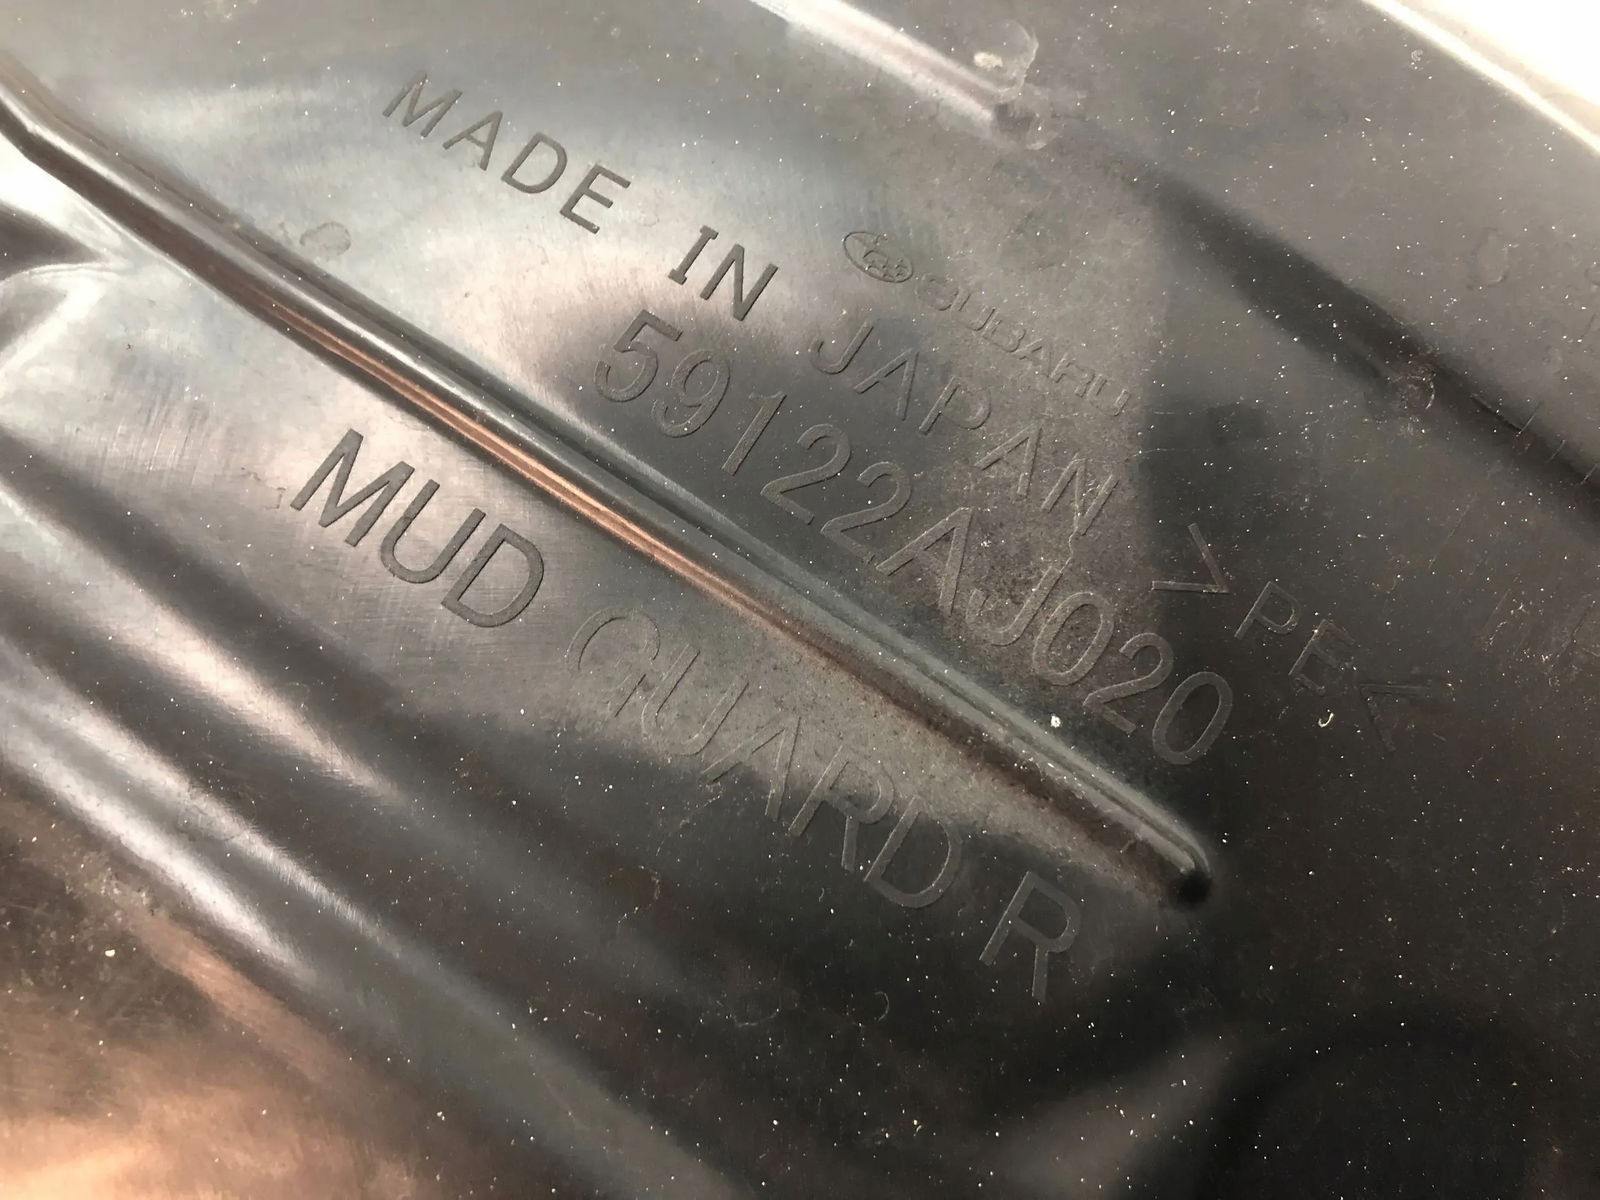 SUBARU
MADE IN JAPAN >PE<
59122AJ020
MUD GUARD R